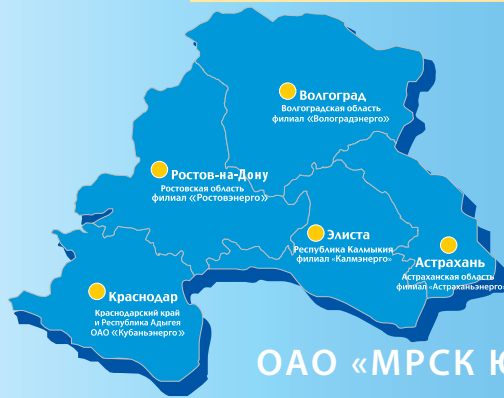 Волгоград
Волгоградская область
филиал «Волоградэнерго»
Ростов-на-Дону
Ростовская область
филиал «Ростовэнерго»
Элиста
Республика Калмыкия
филиал «Калмэнерго»
Астрахань
Астраханская область
филиал «Астраханьэнерго»
Краснодар
Краснодарский край
и Республика Адыгея
ОАО «Кубаньэнерго»
ОАО «МРСК Ю